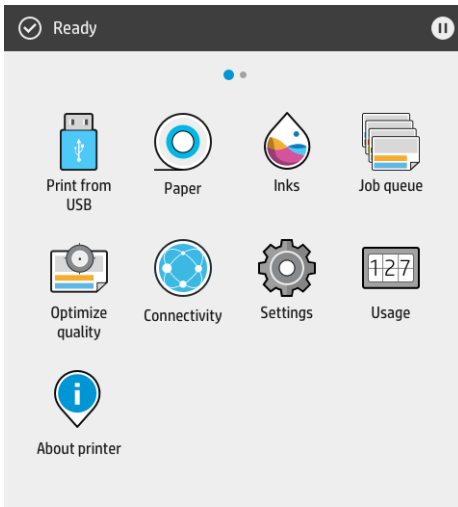 Ready
Print from
USB
Paper
Inks
Job queue
Optimize
quality
Connectivity
Settings
127
Usage
i
About printer